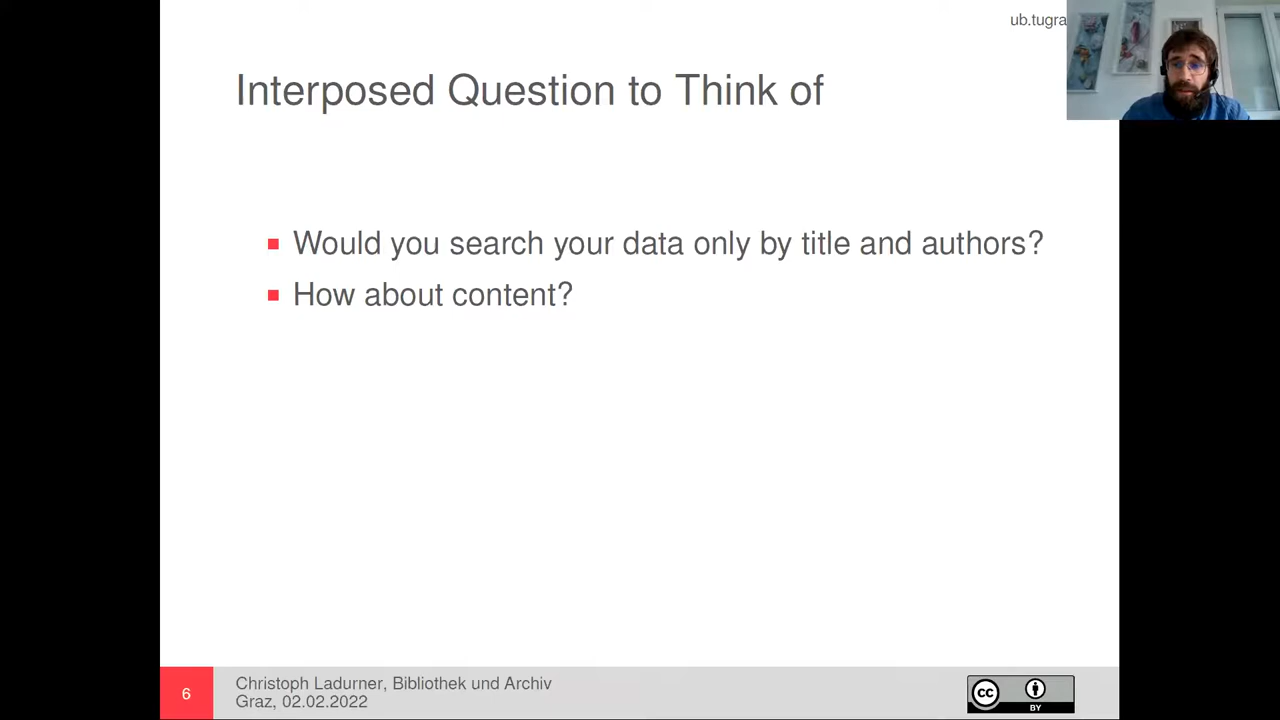 ub.tugra
Interposed Question to Think of
Would you search your data only by title and authors?
How about content?
6
Christoph Ladurner, Bibliothek und Archiv
Graz, 02.02.2022
cc
BY